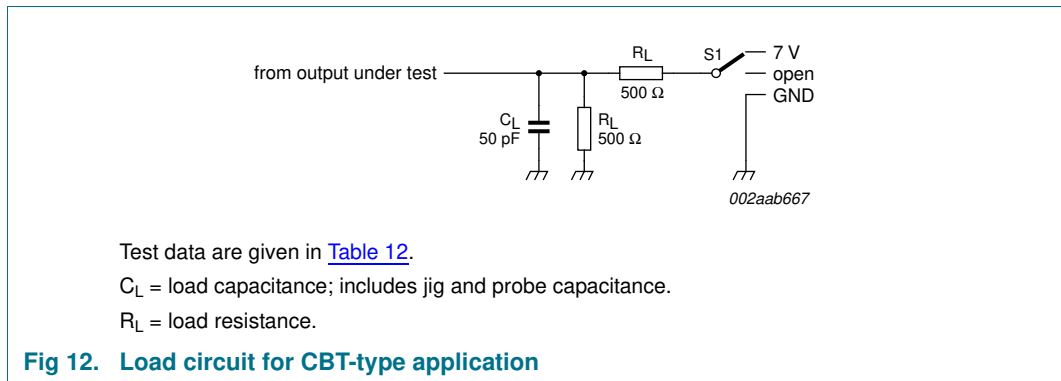 from output under test
RL
500 Ω
S1
7 V
open
GND
CL
50 pF
RL
500 Ω
002aab667
Test data are given in Table 12.
CL = load capacitance; includes jig and probe capacitance.
RL = load resistance.
Fig 12. Load circuit for CBT-type application